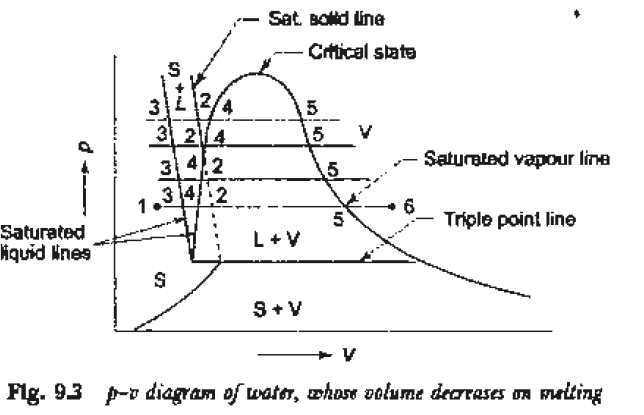 Sat. solid line
Critical state
S
+
L
2
4
5
3
3
2
4
5
V
p
3
4
2
Saturated vapour line
3
4
2
1
5
6
Triple point line
Saturated
liquid lines
L + V
S
S + V
V
Fig. 9.3 p-v diagram of water, whose volume decreases on melting